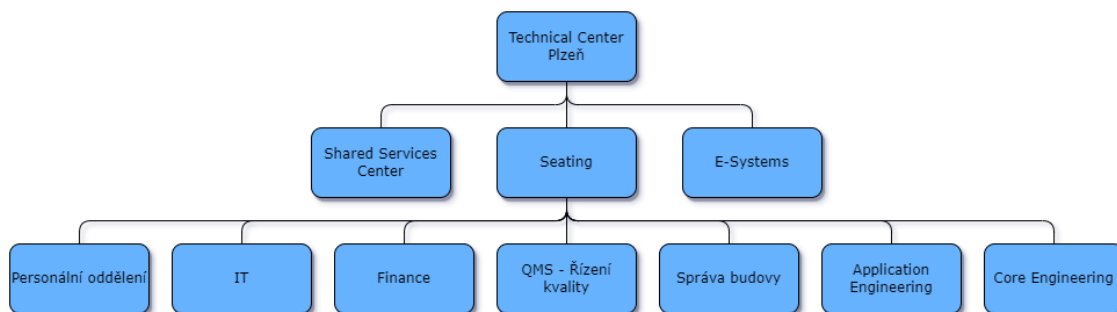 Technical Center
Plzeň
Shared Services
Center
Seating
E-Systems
Personální oddělení
IT
Finance
QMS - Řízení
kvality
Správa budovy
Application
Engineering
Core Engineering